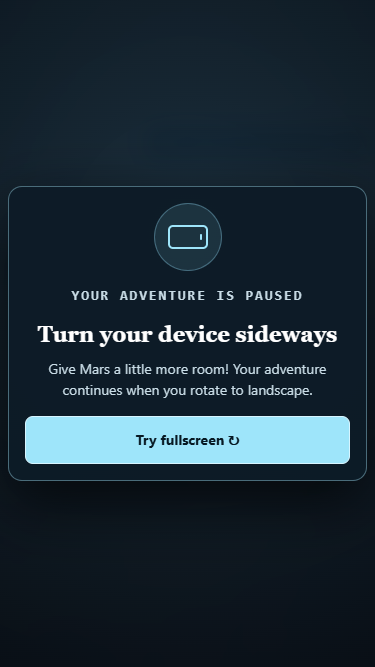 YOUR ADVENTURE IS PAUSED
Turn your device sideways
Give Mars a little more room! Your adventure
continues when you rotate to landscape.
Try fullscreen ↻